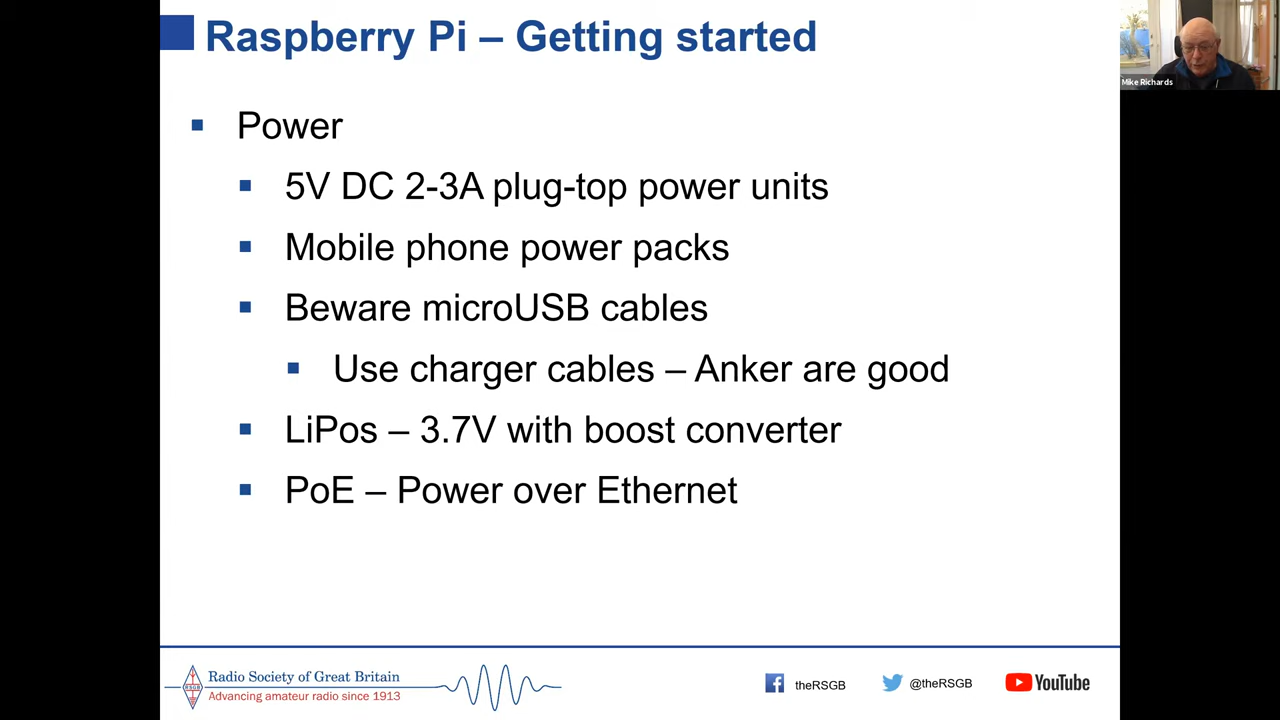 Raspberry Pi – Getting started
Mike Richards
Power
5V DC 2-3A plug-top power units
Mobile phone power packs
Beware microUSB cables
Use charger cables – Anker are good
LiPos – 3.7V with boost converter
PoE – Power over Ethernet
RSGB
Radio Society of Great Britain
Advancing amateur radio since 1913
theRSGB
@theRSGB
YouTube